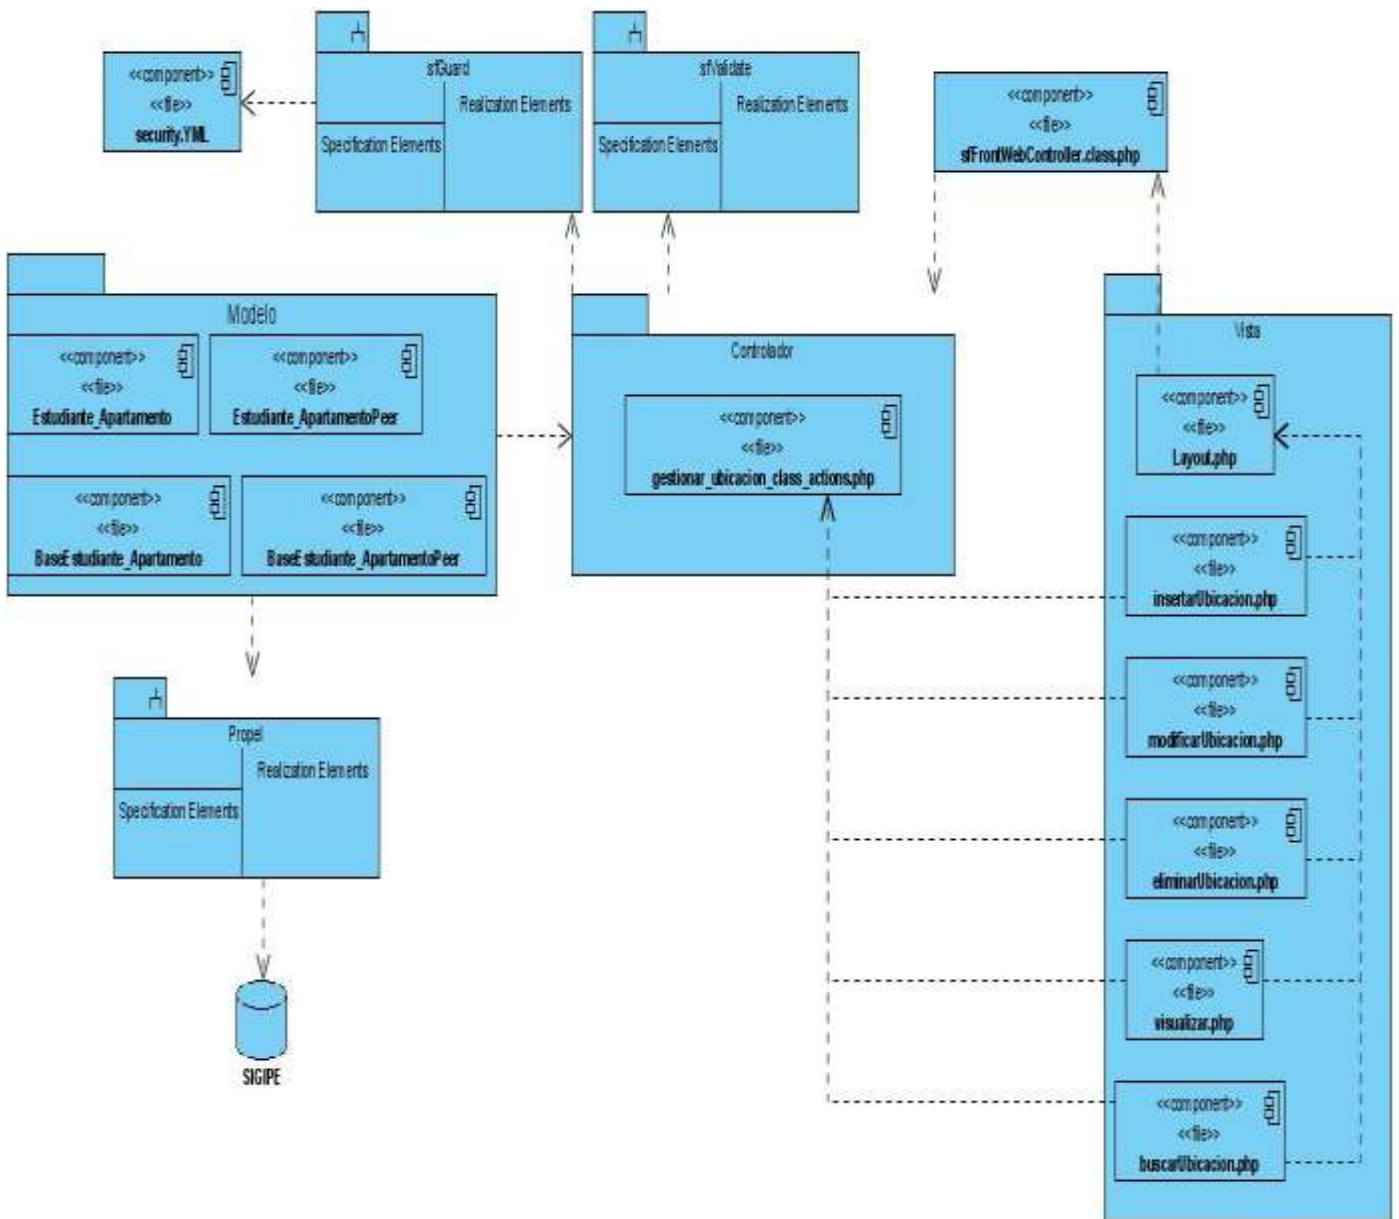 sfGuard
Realization Elements
Specification Elements
sfValidate
Realization Elements
Specification Elements
<<component>>
<<file>>
security.YML
<<component>>
<<file>>
sfFrontWebController.class.php
Modelo
<<component>>
<<file>>
Estudiante_Apartamento
<<component>>
<<file>>
Estudiante_ApartamentoPeer
<<component>>
<<file>>
BaseEstudiante_Apartamento
<<component>>
<<file>>
BaseEstudiante_ApartamentoPeer
Controlador
<<component>>
<<file>>
gestionar_ubicacion_class_actions.php
Vista
<<component>>
<<file>>
Layout.php
<<component>>
<<file>>
insertarUbicacion.php
<<component>>
<<file>>
modificarUbicacion.php
<<component>>
<<file>>
eliminarUbicacion.php
<<component>>
<<file>>
visualizar.php
<<component>>
<<file>>
buscarUbicacion.php
Propel
Realization Elements
Specification Elements
SIGIPE